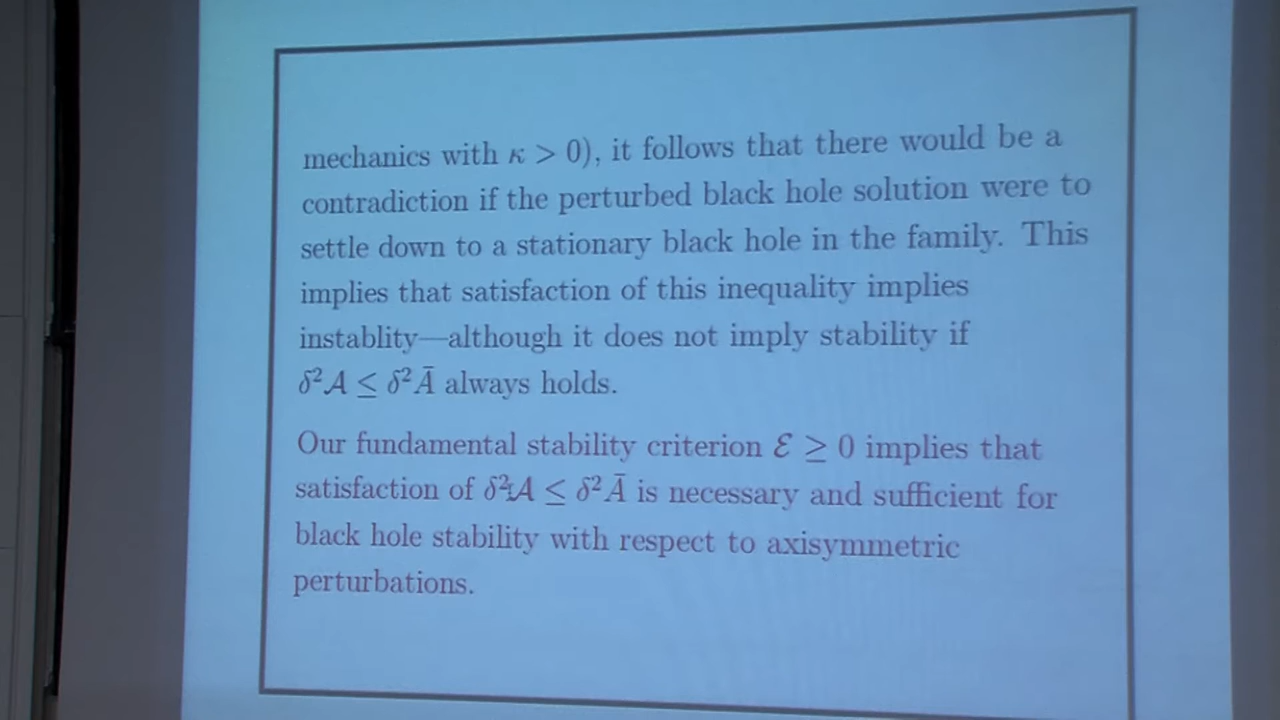 mechanics with κ > 0), it follows that there would be a
contradiction if the perturbed black hole solution were to
settle down to a stationary black hole in the family. This
implies that satisfaction of this inequality implies
instablity—although it does not imply stability if
δ²A ≤ δ²Ā always holds.
Our fundamental stability criterion ℰ ≥ 0 implies that
satisfaction of δ²A ≤ δ²Ā is necessary and sufficient for
black hole stability with respect to axisymmetric
perturbations.